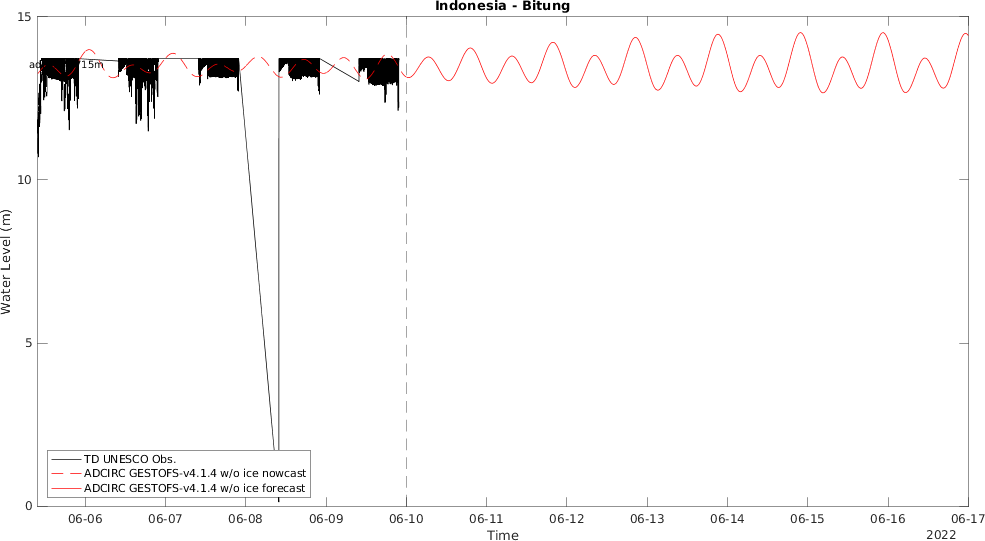 Indonesia - Bitung
15
10
5
0
Water Level (m)
15m
TD UNESCO Obs.
ADCIRC GESTOFS-v4.1.4 w/o ice nowcast
ADCIRC GESTOFS-v4.1.4 w/o ice forecast
06-06 06-07 06-08 06-09 06-10 06-11 06-12 06-13 06-14 06-15 06-16 06-17
Time
2022